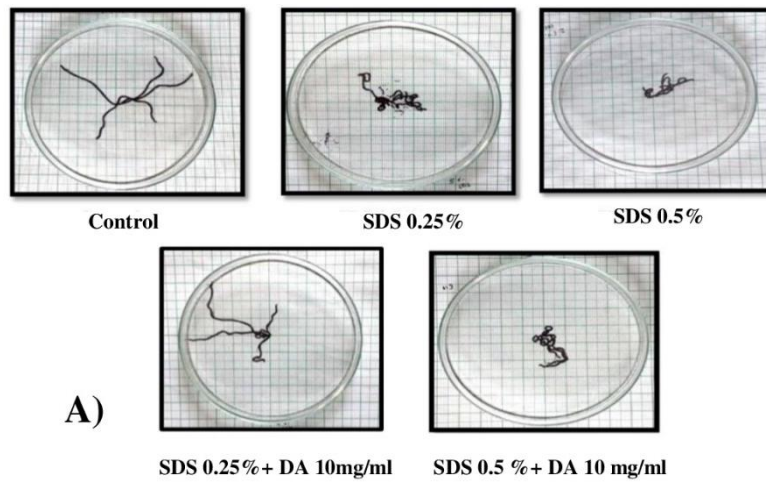 Control
SDS 0.25%
SDS 0.5%
A)
SDS 0.25%+ DA 10mg/ml
SDS 0.5 %+ DA 10 mg/ml